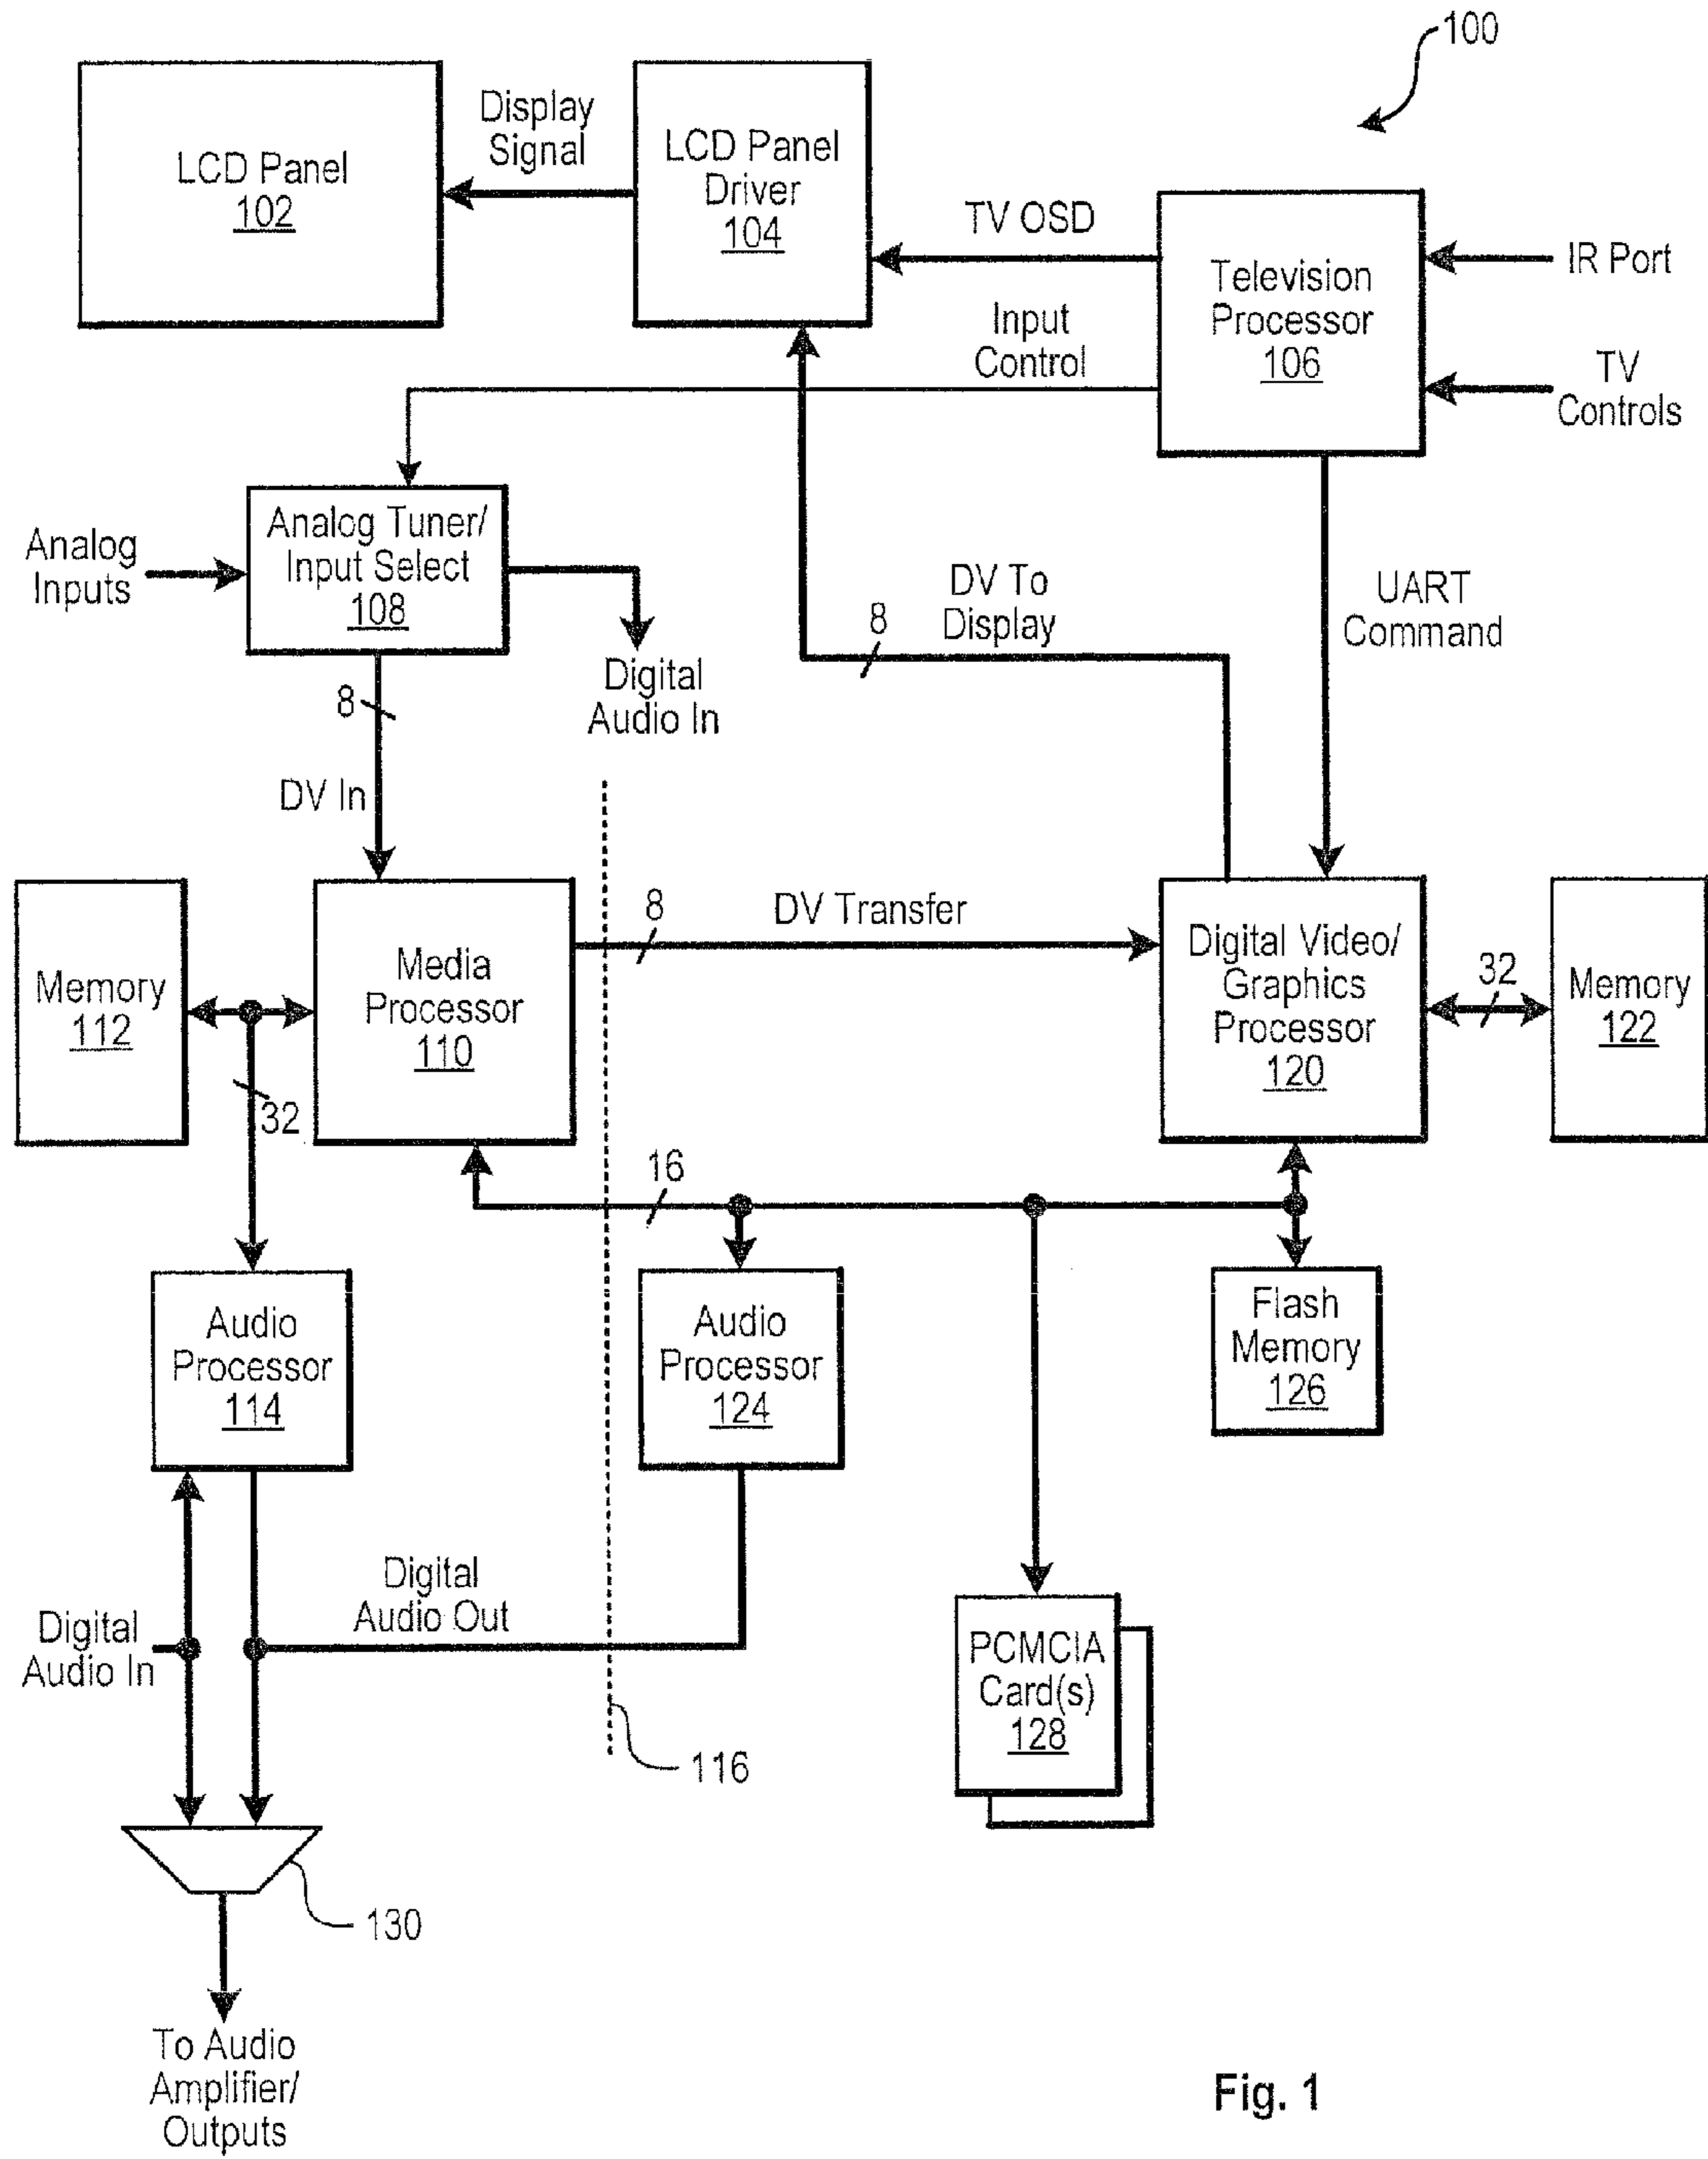 100
LCD Panel
102
Display
Signal
LCD Panel
Driver
104
TV OSD
Television
Processor
106
IR Port
TV
Controls
Input
Control
Analog
Inputs
Analog Tuner/
Input Select
108
Digital
Audio In
8
DV In
8
DV To
Display
UART
Command
Memory
112
32
Media
Processor
110
8
DV Transfer
Digital Video/
Graphics
Processor
120
32
Memory
122
16
Audio
Processor
114
Audio
Processor
124
Flash
Memory
126
Digital
Audio In
Digital
Audio Out
PCMCIA
Card(s)
128
116
130
To Audio
Amplifier/
Outputs
Fig. 1